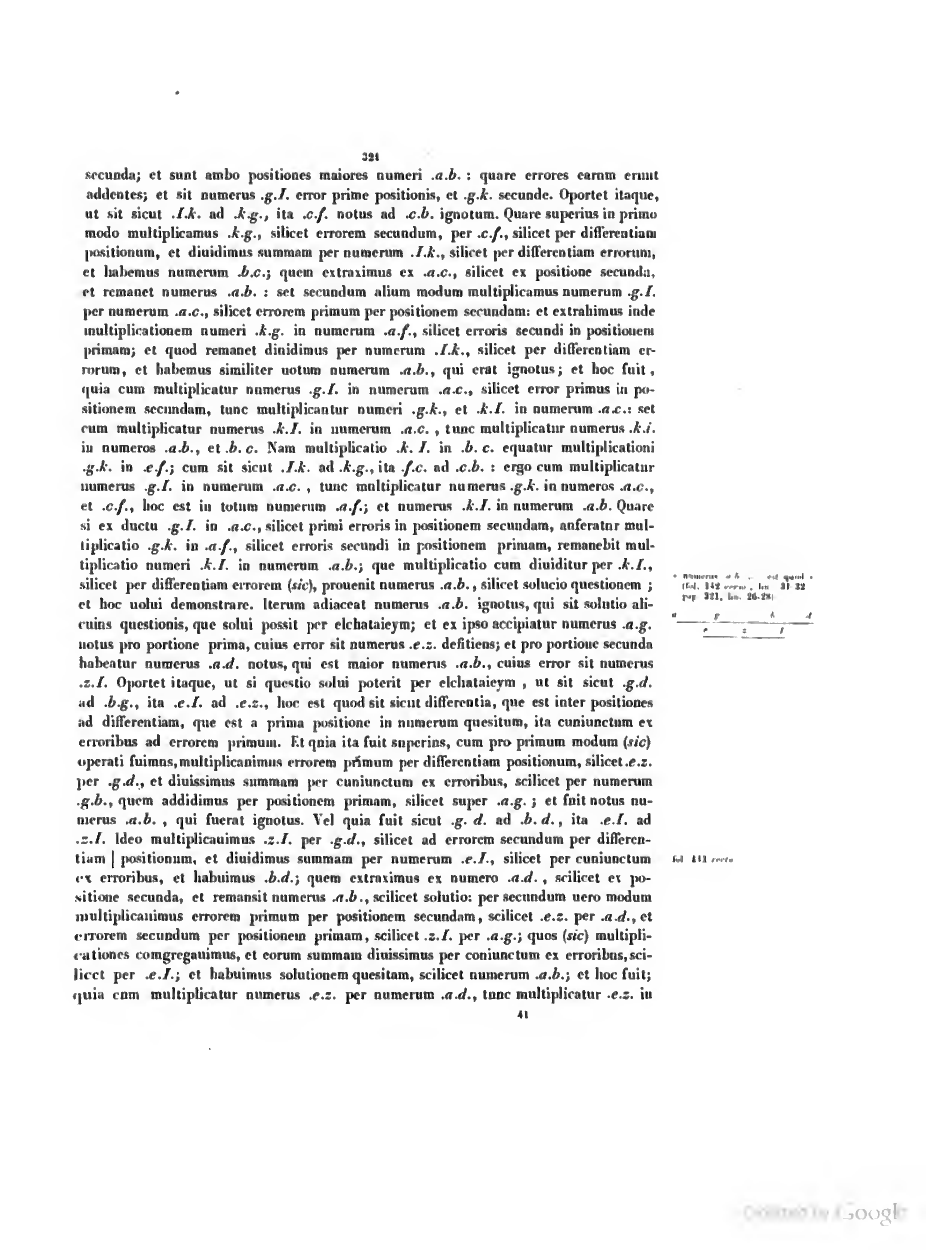 321
secunda; et sunt ambo positiones maiores numeri .a.b. : quare errores earum erunt
addentes; et sit numerus .g.I. error prime positionis, et .g.k. secunde. Oportet itaque,
ut sit sicut .I.k. ad .k.g., ita .c.f. notus ad .c.b. ignotum. Quare superius in primo
modo multiplicamus .k.g., silicet errorem secundum, per .c.f., silicet per differentiam
positionum, et diuidimus summam per numerum .I.k., silicet per differentiam errorum,
et habemus numerum .b.c.; quem extraximus ex .a.c., silicet ex positione secunda,
et remanet numerus .a.b. : set secundum alium modum multiplicamus numerum .g.I.
per numerum .a.c., silicet errorem primum per positionem secundam: et extrahimus inde
multiplicationem numeri .k.g. in numerum .a.f., silicet erroris secundi in positionem
primam; et quod remanet diuidimus per numerum .I.k., silicet per differentiam er-
rorum, et habemus similiter uotum numerum .a.b., qui erat ignotus; et hoc fuit,
quia cum multiplicatur numerus .g.I. in numerum .a.c., silicet error primus in po-
sitionem secundam, tunc multiplicantur numeri .g.k., et .k.I. in numerum .a.c.: set
cum multiplicatur numerus .k.I. in numerum .a.c. , tunc multiplicatur numerus .k.i.
in numeros .a.b., et .b. c. Nam multiplicatio .k. I. in .b. c. equatur multiplicationi
.g.k. in .e.f.; cum sit sicut .I.k. ad .k.g., ita .f.c. ad .c.b. : ergo cum multiplicatur
numerus .g.I. in numerum .a.c. , tunc multiplicatur numerus .g.k. in numeros .a.c.,
et .c.f., hoc est in totum numerum .a.f.; et numerus .k.I. in numerum .a.b. Quare
si ex ductu .g.I. in .a.c., silicet primi erroris in positionem secundam, auferatur mul-
tiplicatio .g.k. in .a.f., silicet erroris secundi in positionem primam, remanebit mul-
tiplicatio numeri .k.I. in numerum .a.b.; que multiplicatio cum diuiditur per .k.I.,
silicet per differentiam errorem (sic), prouenit numerus .a.b., silicet solucio questionem ;
et hoc uolui demonstrare. Iterum adiaceat numerus .a.b. ignotus, qui sit solutio ali-
cuius questionis, que solui possit per elchataieym; et ex ipso accipiatur numerus .a.g.
notus pro portione prima, cuius error sit numerus .e.z. defitiens; et pro portione secunda
habeatur numerus .a.d. notus, qui est maior numerus .a.b., cuius error sit numerus
.z.I. Oportet itaque, ut si questio solui poterit per elchataieym , ut sit sicut .g.d.
ad .b.g., ita .e.I. ad .e.z., hoc est quod sit sicut differentia, que est inter positiones
ad differentiam, que est a prima positione in numerum quesitum, ita cuniunctum ex
erroribus ad errorem primum. Et quia ita fuit superius, cum pro primum modum (sic)
operati fuimus, multiplicauimus errorem primum per differentiam positionum, silicet .e.z.
per .g.d., et diuissimus summam per cuniunctum ex erroribus, scilicet per numerum
.g.b., quem addidimus per positionem primam, silicet super .a.g. ; et fuit notus nu-
merus .a.b. , qui fuerat ignotus. Vel quia fuit sicut .g. d. ad .b. d., ita .e.I. ad
.z.I. Ideo multiplicauimus .z.I. per .g.d., silicet ad errorem secundum per differen-
tiam | positionum, et diuidimus summam per numerum .e.I., silicet per cuniunctum
ex erroribus, et habuimus .b.d.; quem extraximus ex numero .a.d. , scilicet ex po-
sitione secunda, et remansit numerus .a.b., scilicet solutio: per secundum uero modum
multiplicauimus errorem primum per positionem secundam, scilicet .e.z. per .a.d., et
errorem secundum per positionem primam, scilicet .z.I. per .a.g.; quos (sic) multipli-
cationes comgregauimus, et eorum summam diuissimus per coniunctum ex erroribus, sci-
licet per .e.I.; et habuimus solutionem quesitam, scilicet numerum .a.b.; et hoc fuit;
quia cum multiplicatur numerus .e.z. per numerum .a.d., tunc multiplicatur .e.z. in
41
« numerus a b .. est quod »
(fol. 142 verso , lin. 31-32
pag. 321, lin. 26-28)
a g b d
e z I
fol. 143 recto
Google